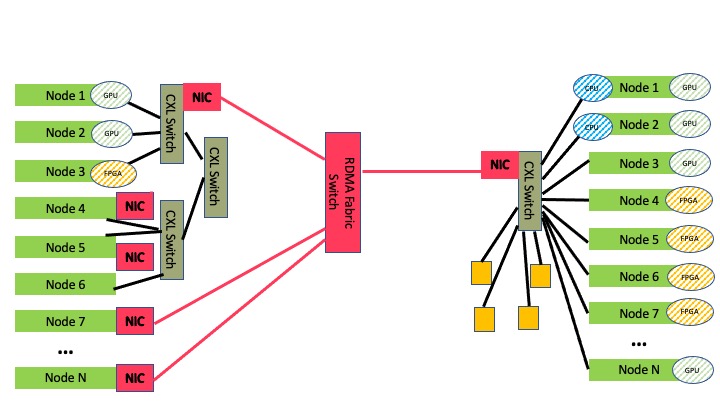 Node 1
GPU
Node 2
GPU
Node 3
FPGA
Node 4
NIC
Node 5
NIC
Node 6
Node 7
NIC
...
Node N
NIC
CXL Switch
NIC
CXL Switch
CXL Switch
RDMA Fabric
Switch
NIC
CXL Switch
CPU
Node 1
GPU
CPU
Node 2
GPU
Node 3
GPU
Node 4
FPGA
Node 5
FPGA
Node 6
FPGA
Node 7
FPGA
...
Node N
GPU